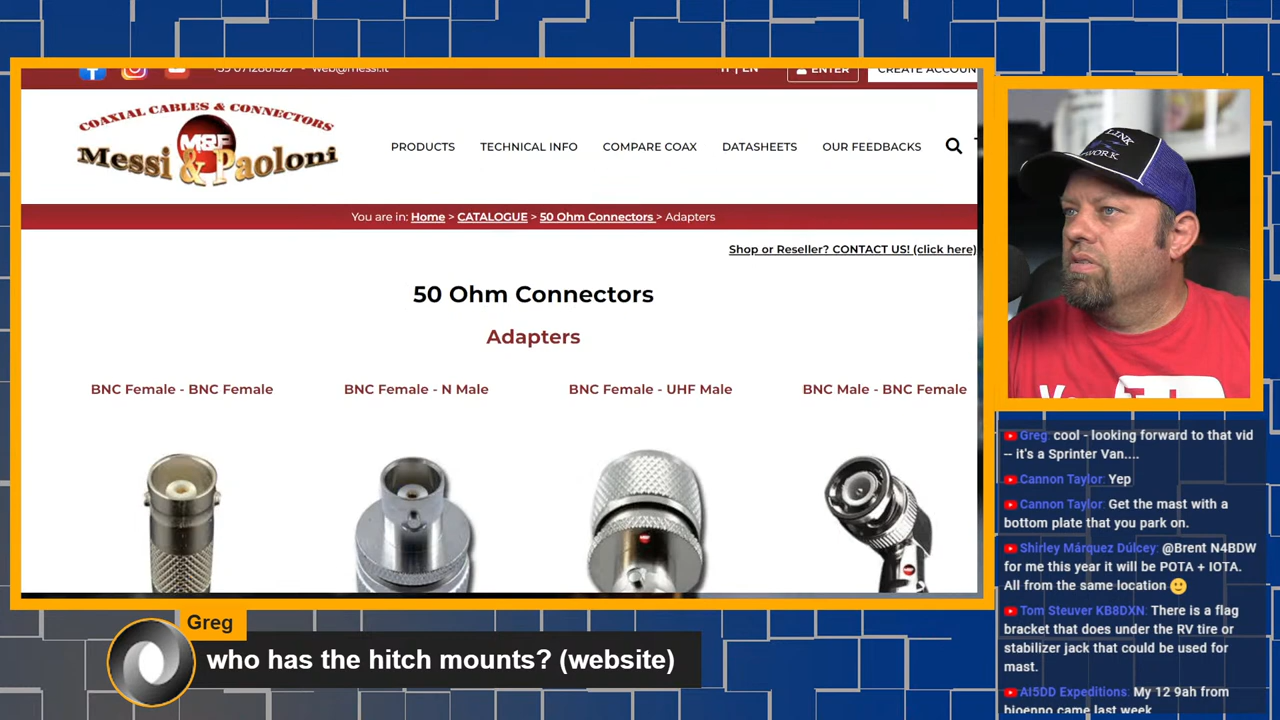 web@messi.it
IT | EN
ENTER
CREATE ACCOUN
COAXIAL CABLES & CONNECTORS
M&P
Messi & Paoloni
PRODUCTS
TECHNICAL INFO
COMPARE COAX
DATASHEETS
OUR FEEDBACKS
You are in: Home > CATALOGUE > 50 Ohm Connectors > Adapters
Shop or Reseller? CONTACT US! (click here)
50 Ohm Connectors
Adapters
BNC Female - BNC Female
BNC Female - N Male
BNC Female - UHF Male
BNC Male - BNC Female
LINK
WORK
Greg: cool - looking forward to that vid
-- it's a Sprinter Van....
Cannon Taylor: Yep
Cannon Taylor: Get the mast with a
bottom plate that you park on.
Shirley Márquez Dúlcey: @Brent N4BDW
for me this year it will be POTA + IOTA.
All from the same location 🙂
Tom Steuver KB8DXN: There is a flag
bracket that does under the RV tire or
stabilizer jack that could be used for
mast.
AI5DD Expeditions: My 12 9ah from
bioenno came last week
Greg
who has the hitch mounts? (website)